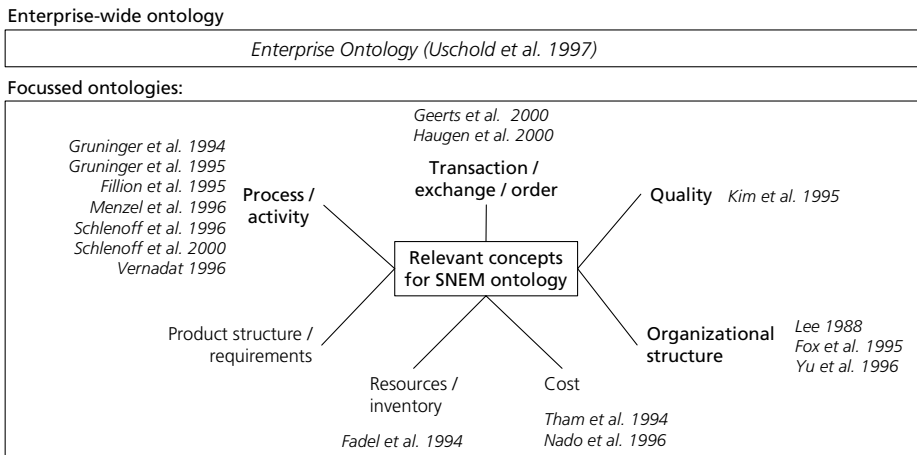 Enterprise-wide ontology
Enterprise Ontology (Uschold et al. 1997)
Focussed ontologies:
Geerts et al. 2000
Haugen et al. 2000
Transaction /
exchange / order
Gruninger et al. 1994
Gruninger et al. 1995
Fillion et al. 1995
Menzel et al. 1996
Schlenoff et al. 1996
Schlenoff et al. 2000
Vernadat 1996
Process /
activity
Quality
Kim et al. 1995
Relevant concepts
for SNEM ontology
Product structure /
requirements
Resources /
inventory
Fadel et al. 1994
Cost
Tham et al. 1994
Nado et al. 1996
Organizational
structure
Lee 1988
Fox et al. 1995
Yu et al. 1996